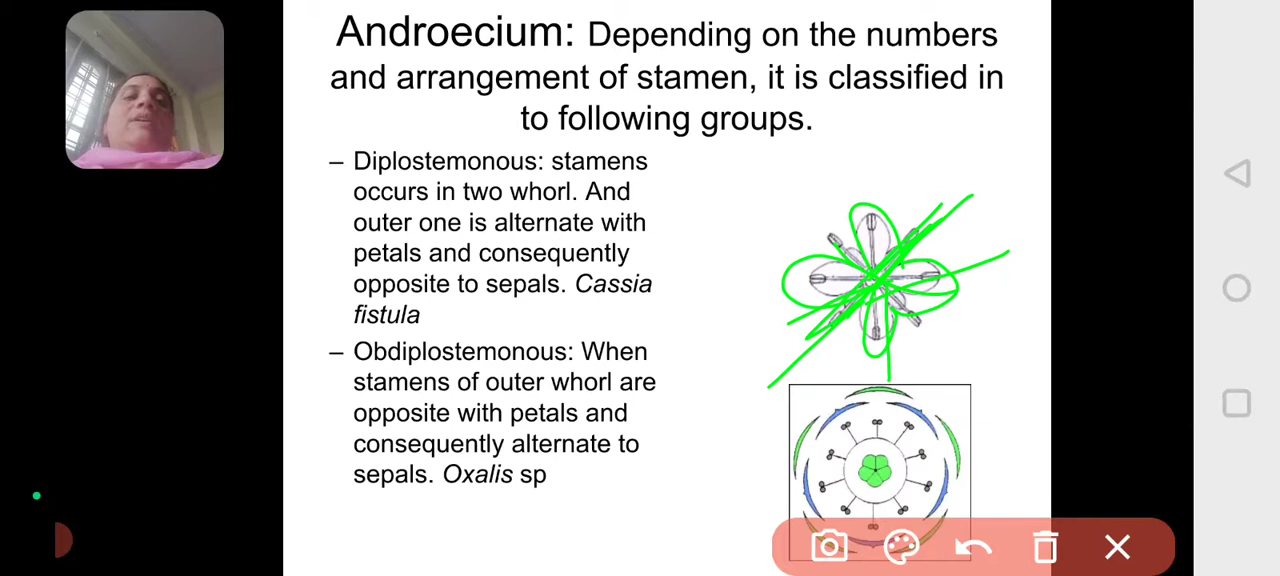 Androecium: Depending on the numbers
and arrangement of stamen, it is classified in
to following groups.
– Diplostemonous: stamens
occurs in two whorl. And
outer one is alternate with
petals and consequently
opposite to sepals. Cassia
fistula
– Obdiplostemonous: When
stamens of outer whorl are
opposite with petals and
consequently alternate to
sepals. Oxalis sp